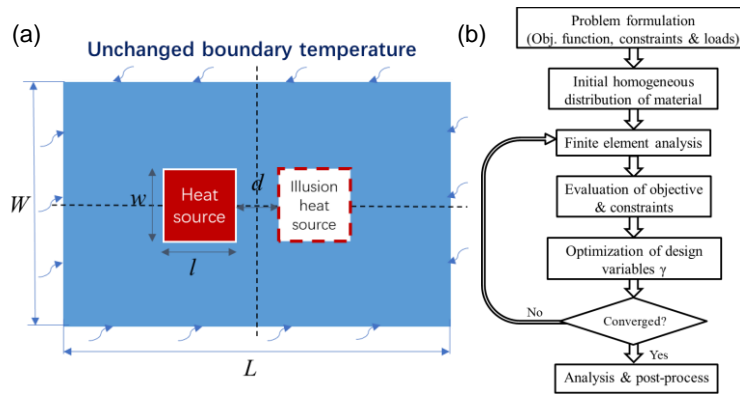 (a)
Unchanged boundary temperature
W
w
Heat
source
l
d
Illusion
heat
source
L
(b)
Problem formulation
(Obj. function, constraints & loads)
Initial homogeneous
distribution of material
Finite element analysis
Evaluation of objective
& constraints
Optimization of design
variables γ
Converged?
No
Yes
Analysis & post-process